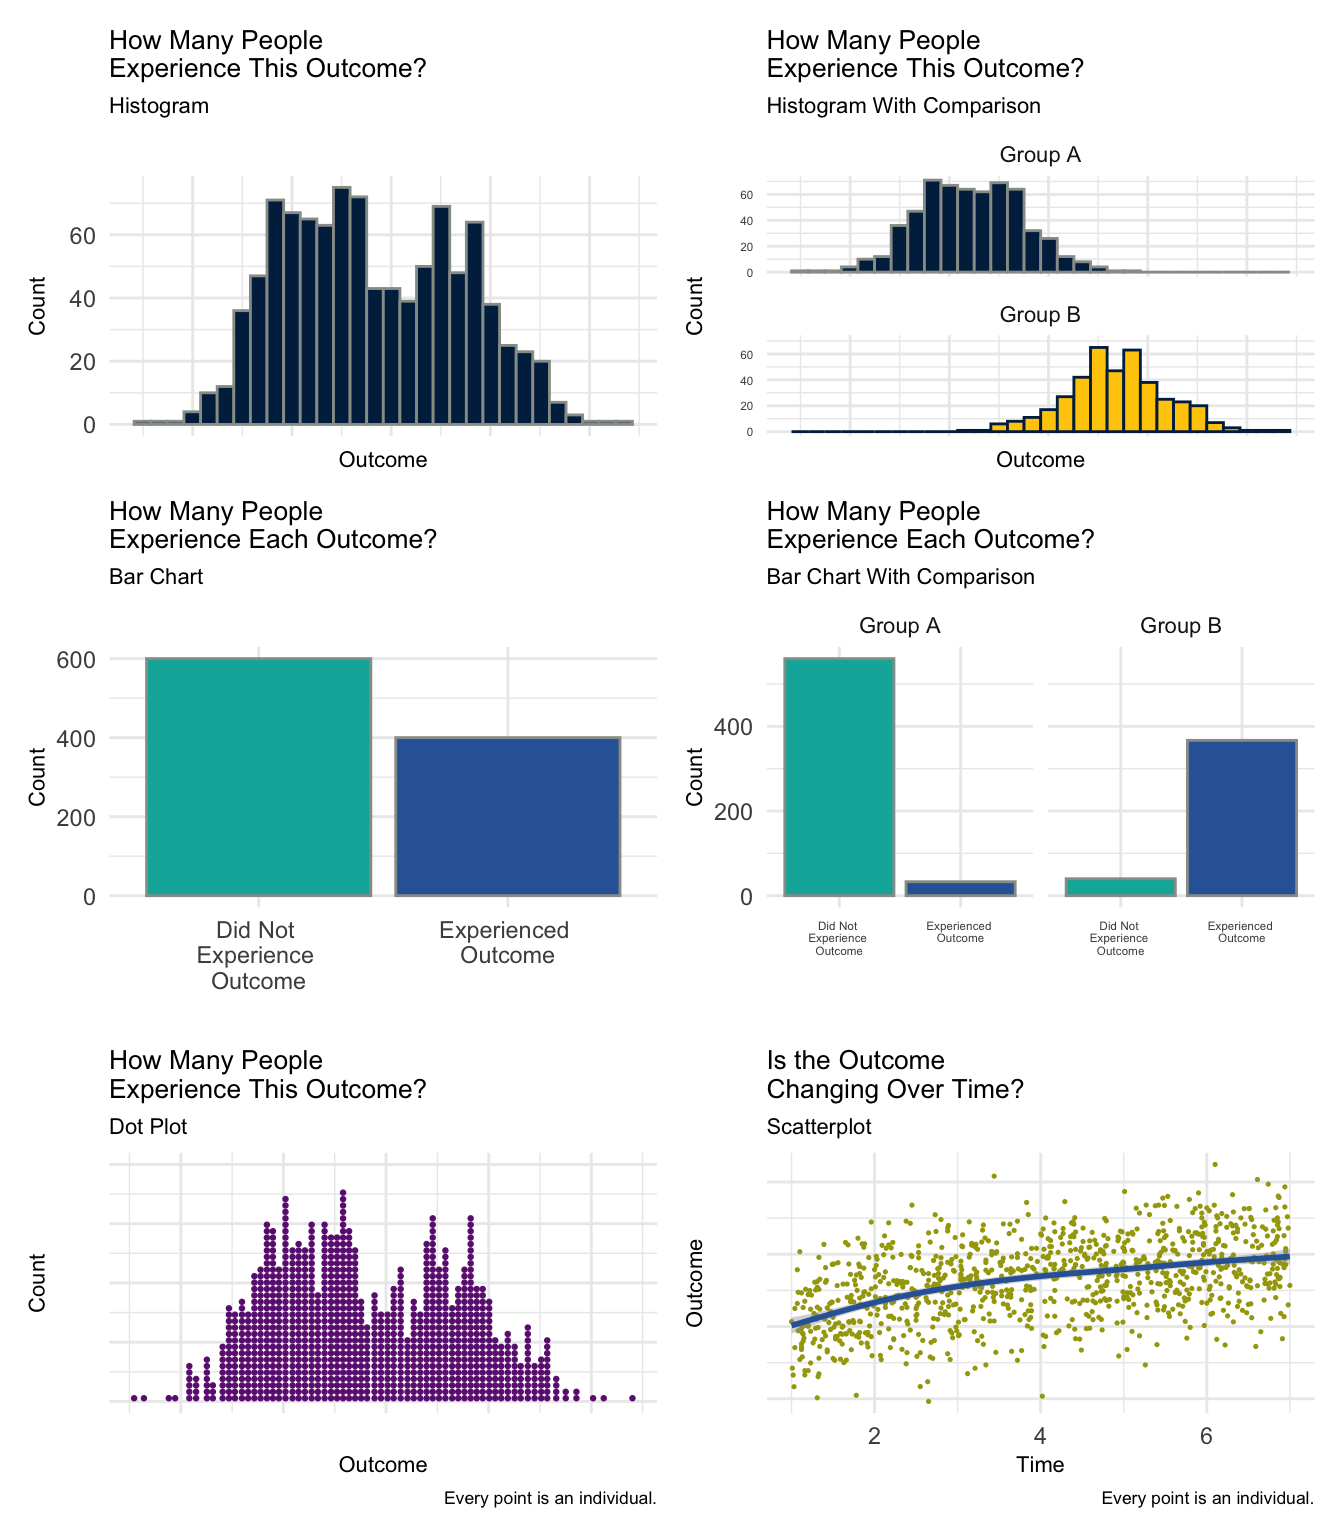 How Many People
Experience This Outcome?
Histogram
60
40
20
0
Count
Outcome
How Many People
Experience This Outcome?
Histogram With Comparison
Group A
60
40
20
0
Group B
60
40
20
0
Count
Outcome
How Many People
Experience Each Outcome?
Bar Chart
600
400
200
0
Count
Did Not
Experience
Outcome
Experienced
Outcome
How Many People
Experience Each Outcome?
Bar Chart With Comparison
Group A
Group B
400
200
0
Count
Did Not
Experience
Outcome
Experienced
Outcome
Did Not
Experience
Outcome
Experienced
Outcome
How Many People
Experience This Outcome?
Dot Plot
Count
Outcome
Every point is an individual.
Is the Outcome
Changing Over Time?
Scatterplot
Outcome
2 4 6
Time
Every point is an individual.